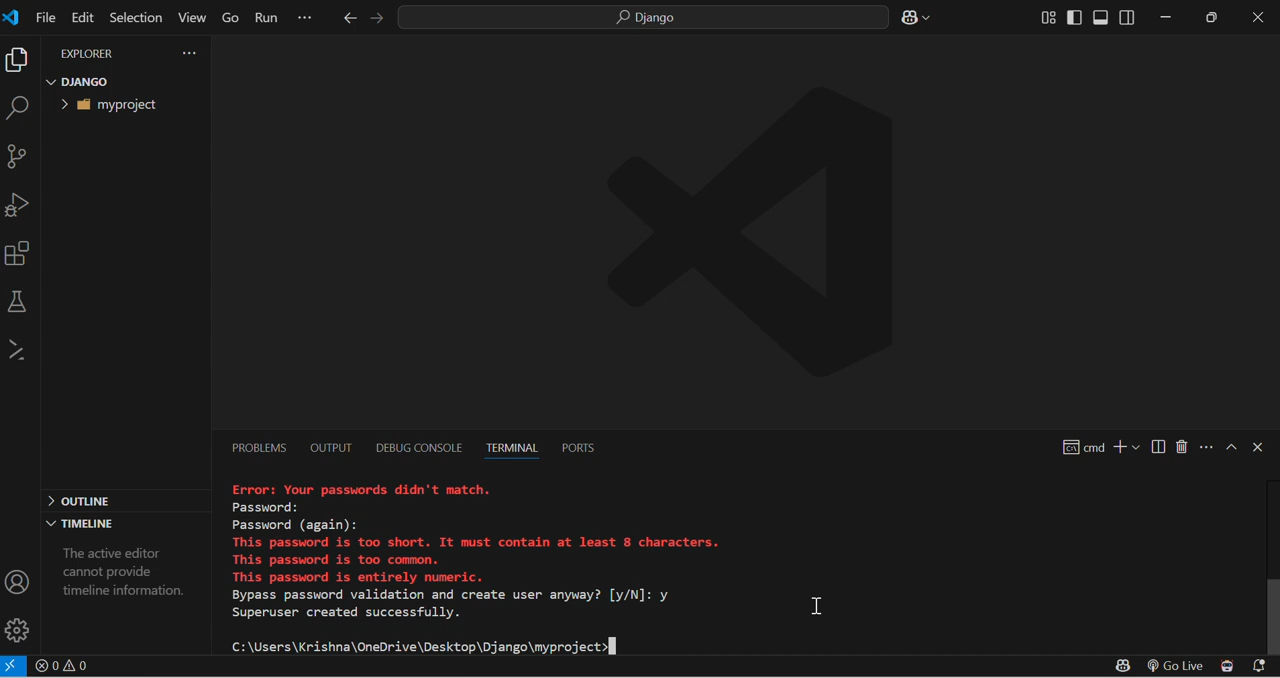 File Edit Selection View Go Run ··· Django
EXPLORER ···
DJANGO
myproject
OUTLINE
TIMELINE
The active editor
cannot provide
timeline information.
PROBLEMS OUTPUT DEBUG CONSOLE TERMINAL PORTS cmd
Error: Your passwords didn't match.
Password:
Password (again):
This password is too short. It must contain at least 8 characters.
This password is too common.
This password is entirely numeric.
Bypass password validation and create user anyway? [y/N]: y
Superuser created successfully.
C:\Users\Krishna\OneDrive\Desktop\Django\myproject>
0 0 Go Live